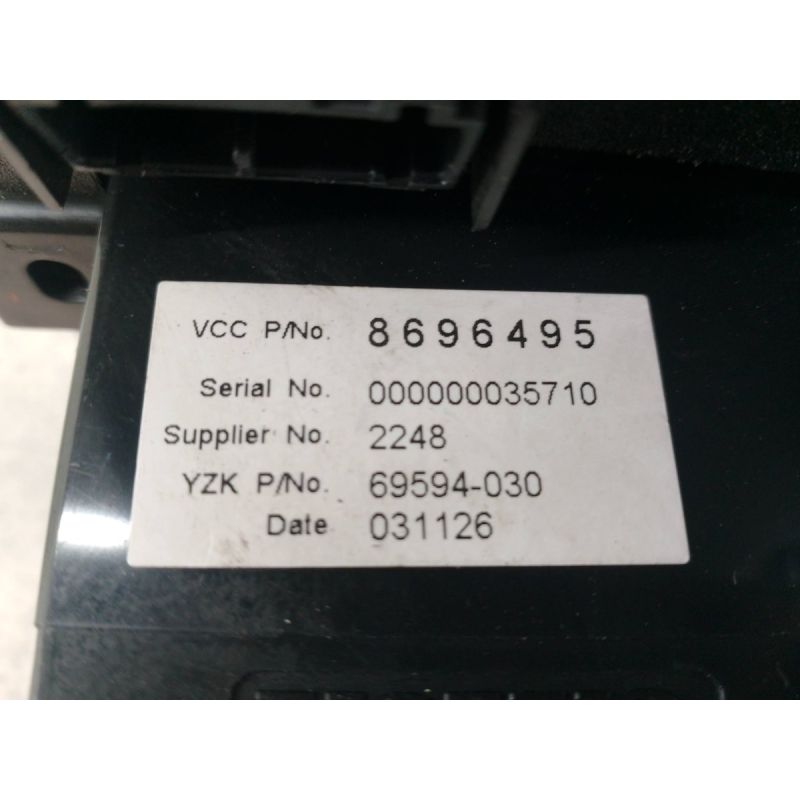 VCC P/No. 8696495
Serial No. 000000035710
Supplier No. 2248
YZK P/No. 69594-030
Date 031126